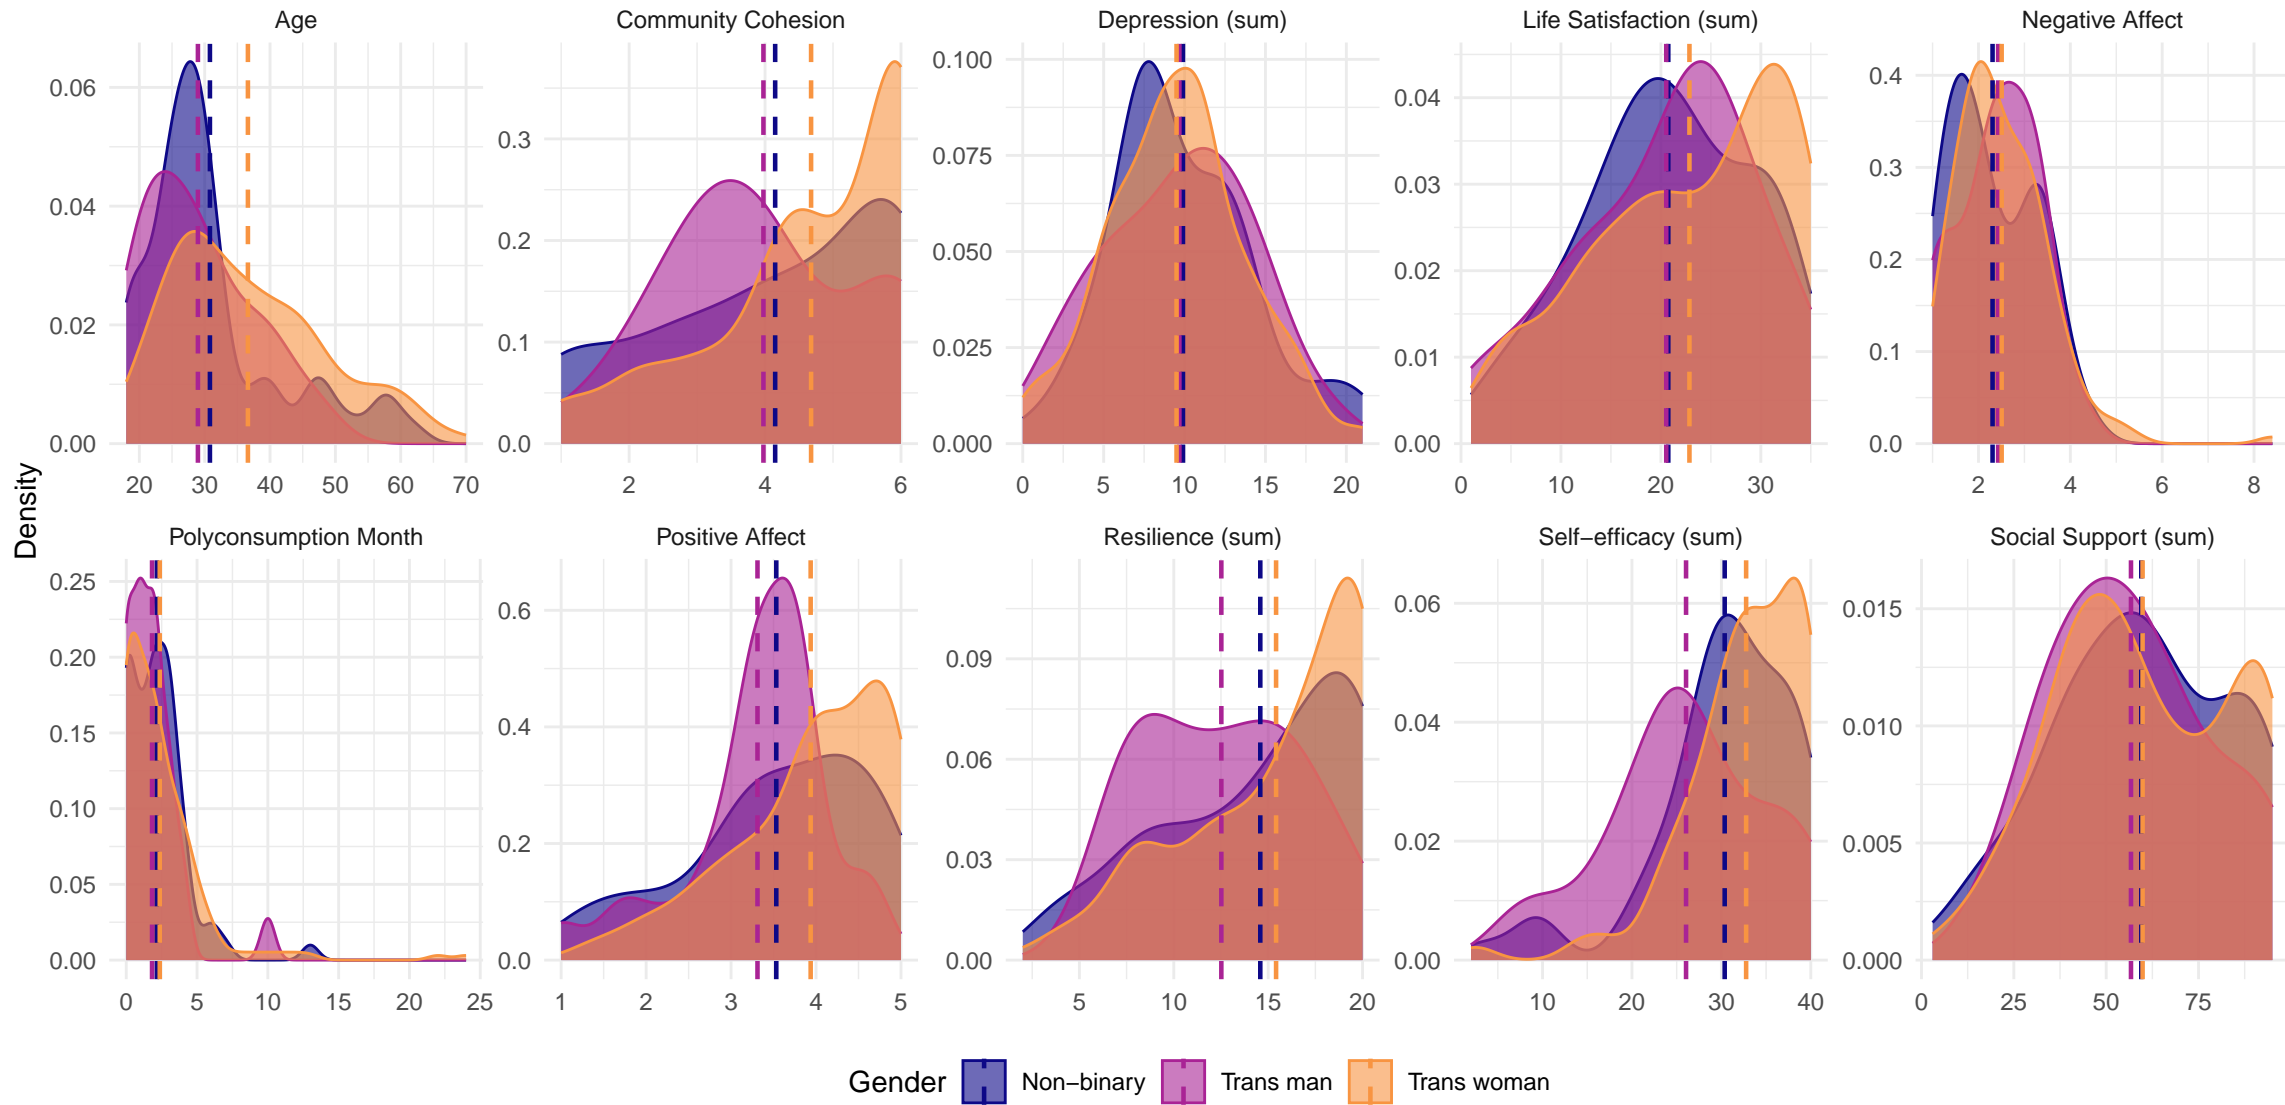 Age Community Cohesion Depression (sum) Life Satisfaction (sum) Negative Affect
0.06 0.04 0.02 0.00
0.3 0.2 0.1 0.0
0.100 0.075 0.050 0.025 0.000
0.04 0.03 0.02 0.01 0.00
0.4 0.3 0.2 0.1 0.0
20 30 40 50 60 70 2 4 6 0 5 10 15 20 0 10 20 30 2 4 6 8
Density
Polyconsumption Month Positive Affect Resilience (sum) Self−efficacy (sum) Social Support (sum)
0.25 0.20 0.15 0.10 0.05 0.00
0.6 0.4 0.2 0.0
0.09 0.06 0.03 0.00
0.06 0.04 0.02 0.00
0.015 0.010 0.005 0.000
0 5 10 15 20 25 1 2 3 4 5 5 10 15 20 10 20 30 40 0 25 50 75
Gender Non−binary Trans man Trans woman